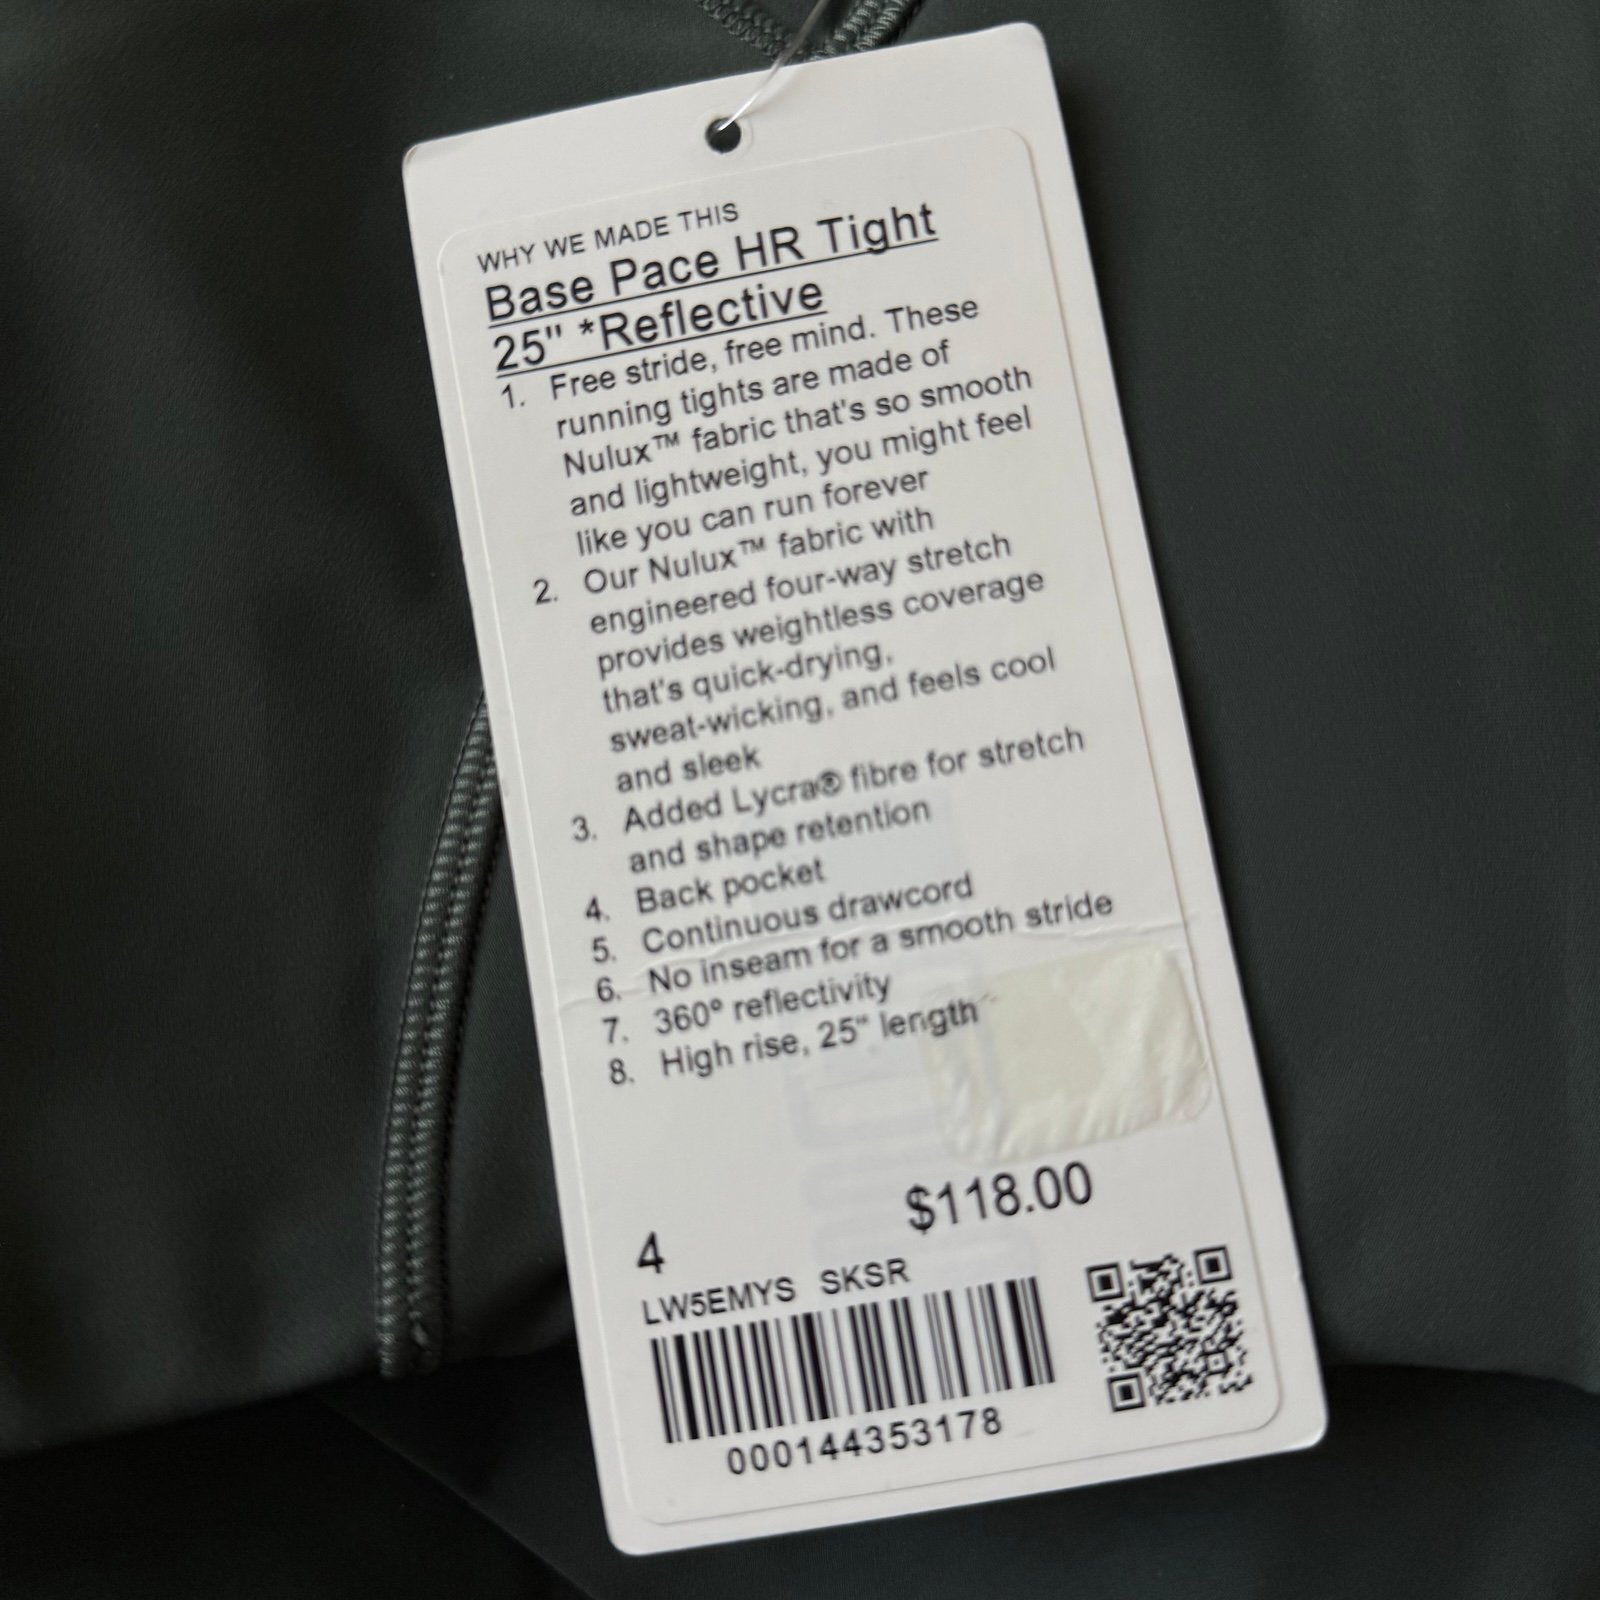 WHY WE MADE THIS
Base Pace HR Tight
25" *Reflective
1. Free stride, free mind. These
running tights are made of
Nulux™ fabric that's so smooth
and lightweight, you might feel
like you can run forever
2. Our Nulux™ fabric with
engineered four-way stretch
provides weightless coverage
that's quick-drying,
sweat-wicking, and feels cool
and sleek
3. Added Lycra® fibre for stretch
and shape retention
4. Back pocket
5. Continuous drawcord
6. No inseam for a smooth stride
7. 360° reflectivity
8. High rise, 25" length
$118.00
4
LW5EMYS SKSR
000144353178